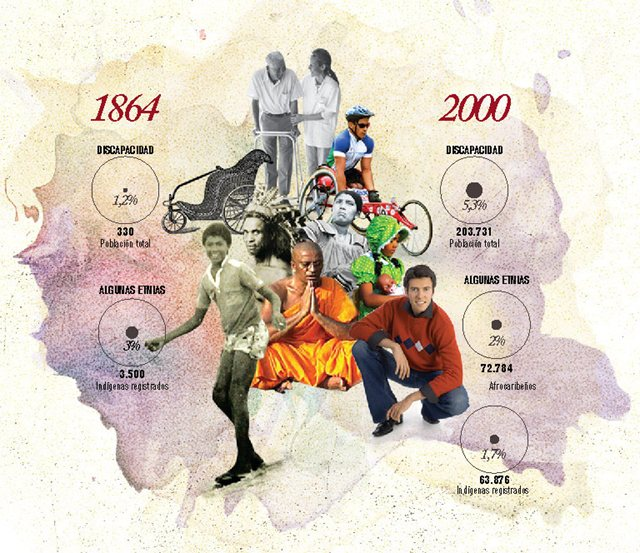 1864
DISCAPACIDAD
1,2%
330
Población total
ALGUNAS ETNIAS
3%
3.500
Indígenas registrados
2000
DISCAPACIDAD
5,3%
203.731
Población total
ALGUNAS ETNIAS
2%
72.784
Afrocaribeños
1,7%
63.876
Indígenas registrados